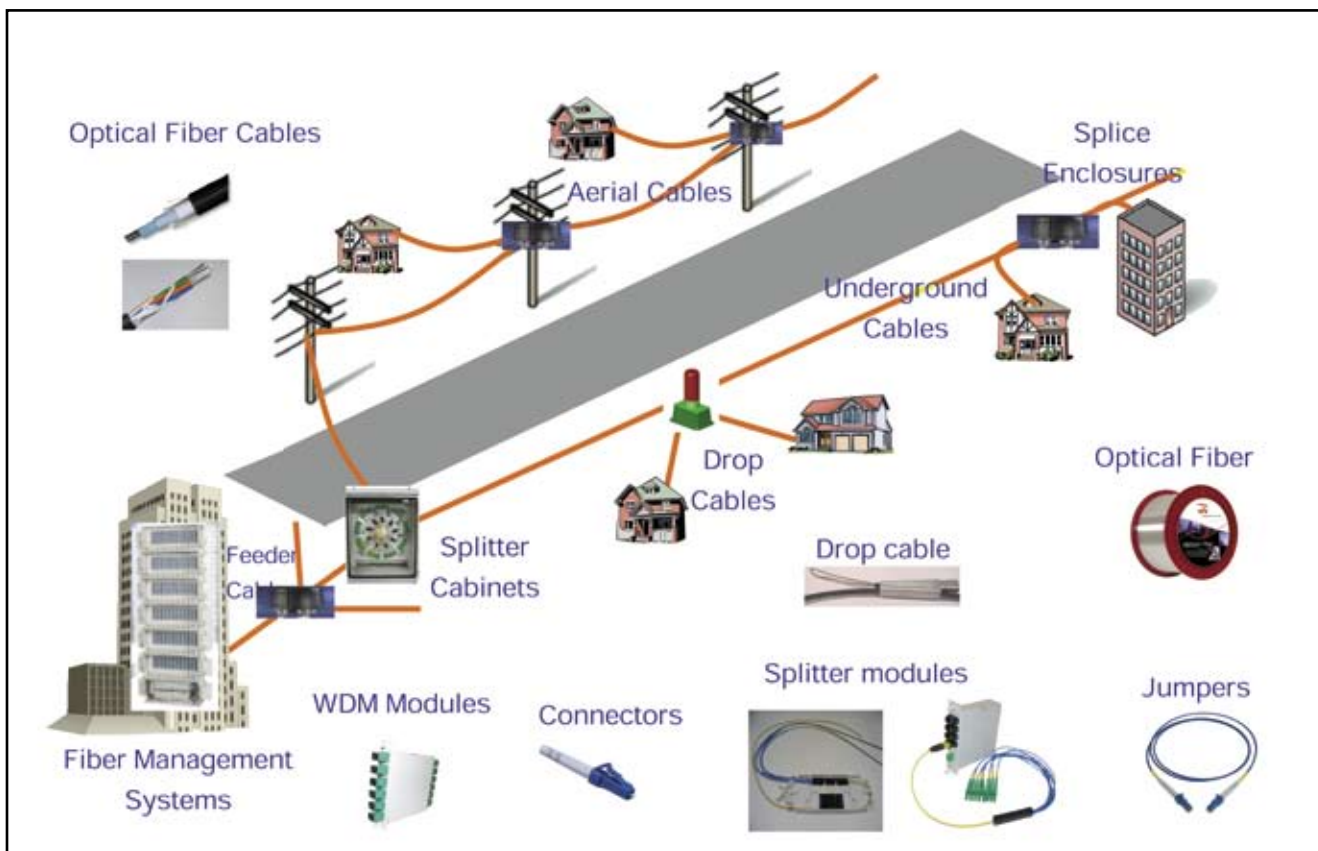 Optical Fiber Cables
Splice
Enclosures
Aerial Cables
Underground
Cables
Drop
Cables
Optical Fiber
Feeder
Splitter
Cabinets
Drop cable
Splitter modules
Jumpers
WDM Modules
Connectors
Fiber Management
Systems